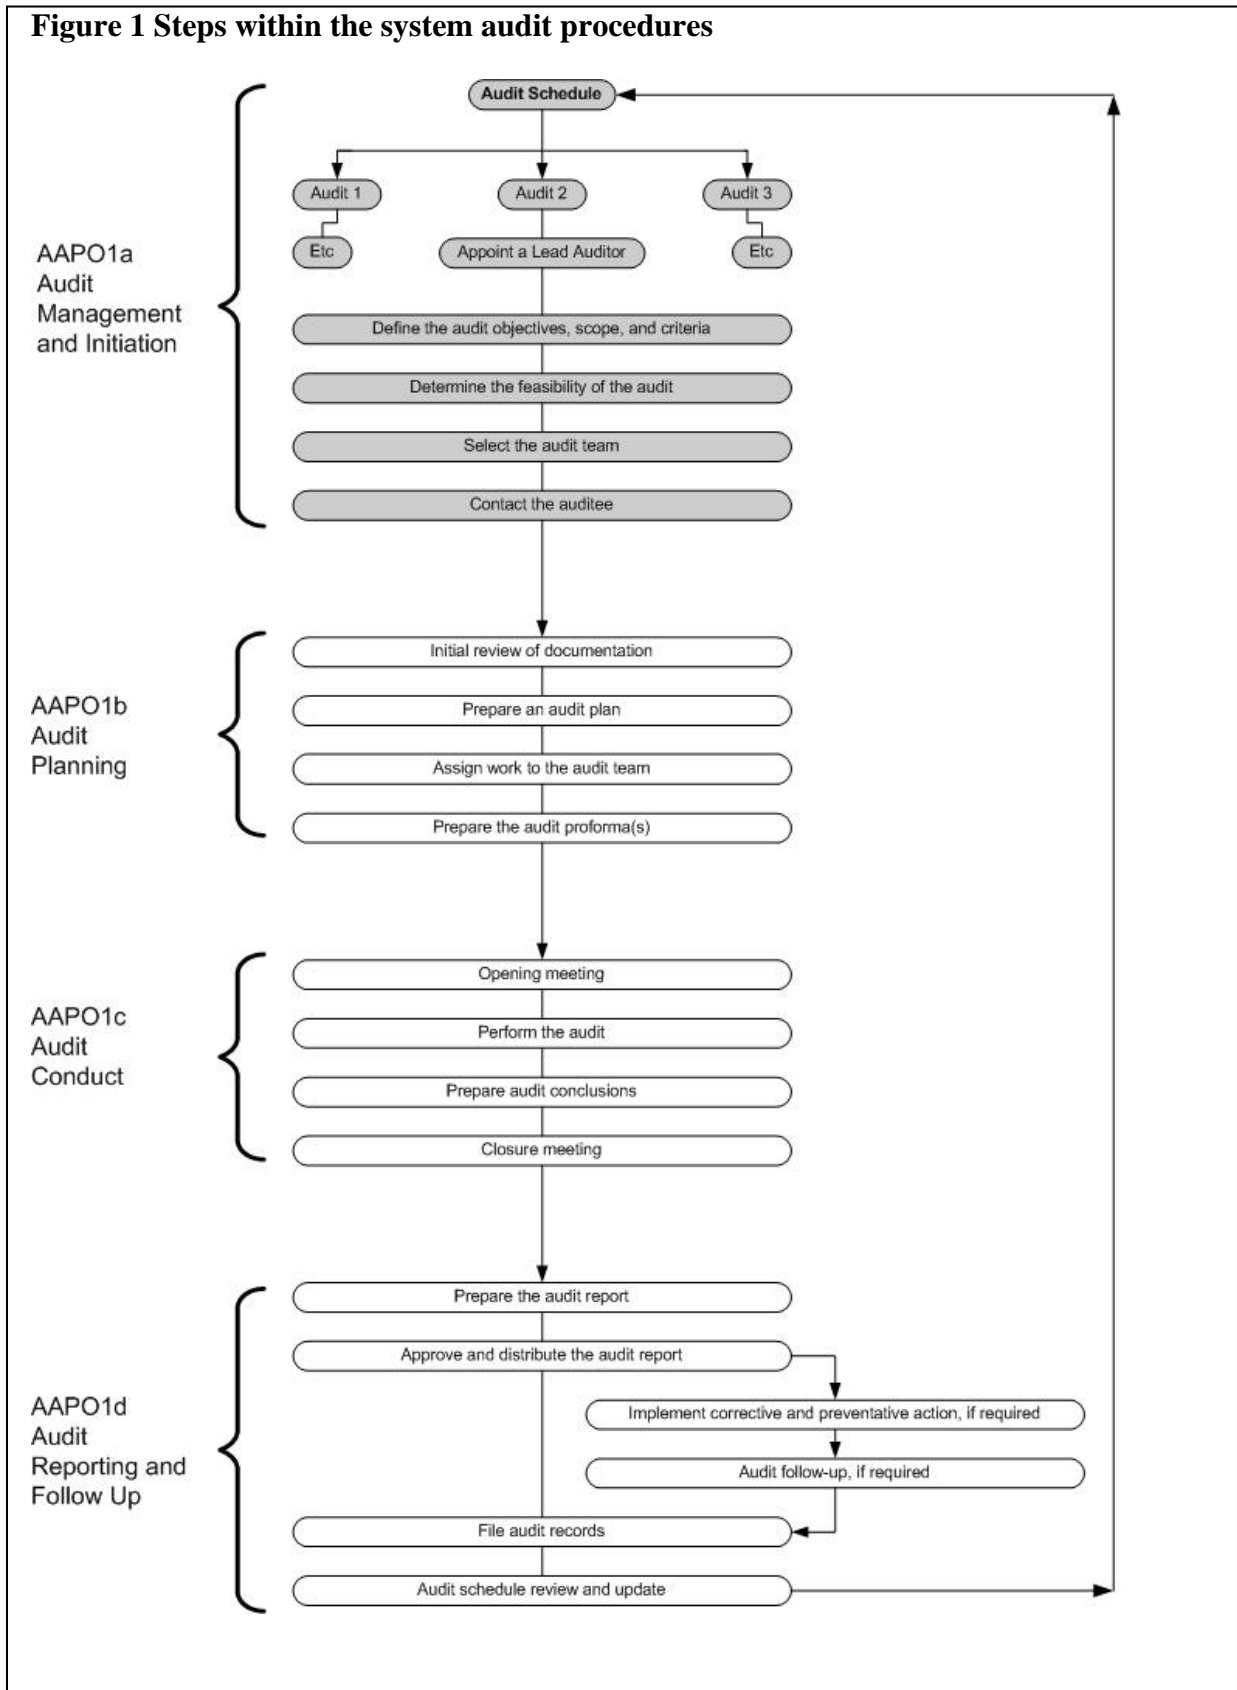 Figure 1 Steps within the system audit procedures
Audit Schedule
Audit 1
Audit 2
Audit 3
Etc
Appoint a Lead Auditor
Etc
AAPO1a
Audit
Management
and Initiation
Define the audit objectives, scope, and criteria
Determine the feasibility of the audit
Select the audit team
Contact the auditee
AAPO1b
Audit
Planning
Initial review of documentation
Prepare an audit plan
Assign work to the audit team
Prepare the audit proforma(s)
AAPO1c
Audit
Conduct
Opening meeting
Perform the audit
Prepare audit conclusions
Closure meeting
AAPO1d
Audit
Reporting and
Follow Up
Prepare the audit report
Approve and distribute the audit report
Implement corrective and preventative action, if required
Audit follow-up, if required
File audit records
Audit schedule review and update